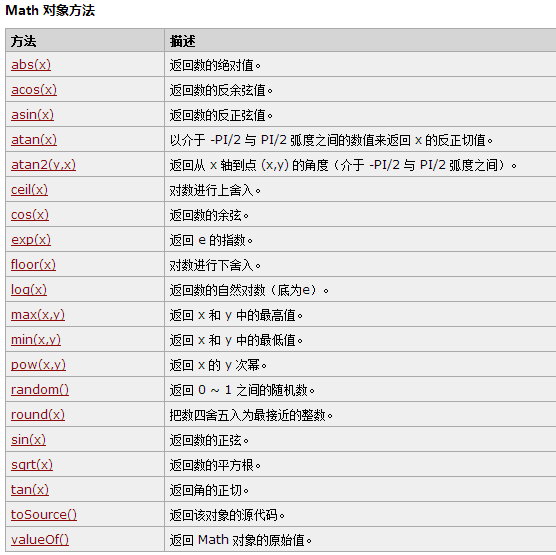 Math 对象方法
方法 描述
abs(x) 返回数的绝对值。
acos(x) 返回数的反余弦值。
asin(x) 返回数的反正弦值。
atan(x) 以介于 -PI/2 与 PI/2 弧度之间的数值来返回 x 的反正切值。
atan2(y,x) 返回从 x 轴到点 (x,y) 的角度（介于 -PI/2 与 PI/2 弧度之间）。
ceil(x) 对数进行上舍入。
cos(x) 返回数的余弦。
exp(x) 返回 e 的指数。
floor(x) 对数进行下舍入。
log(x) 返回数的自然对数（底为e）。
max(x,y) 返回 x 和 y 中的最高值。
min(x,y) 返回 x 和 y 中的最低值。
pow(x,y) 返回 x 的 y 次幂。
random() 返回 0 ~ 1 之间的随机数。
round(x) 把数四舍五入为最接近的整数。
sin(x) 返回数的正弦。
sqrt(x) 返回数的平方根。
tan(x) 返回角的正切。
toSource() 返回该对象的源代码。
valueOf() 返回 Math 对象的原始值。